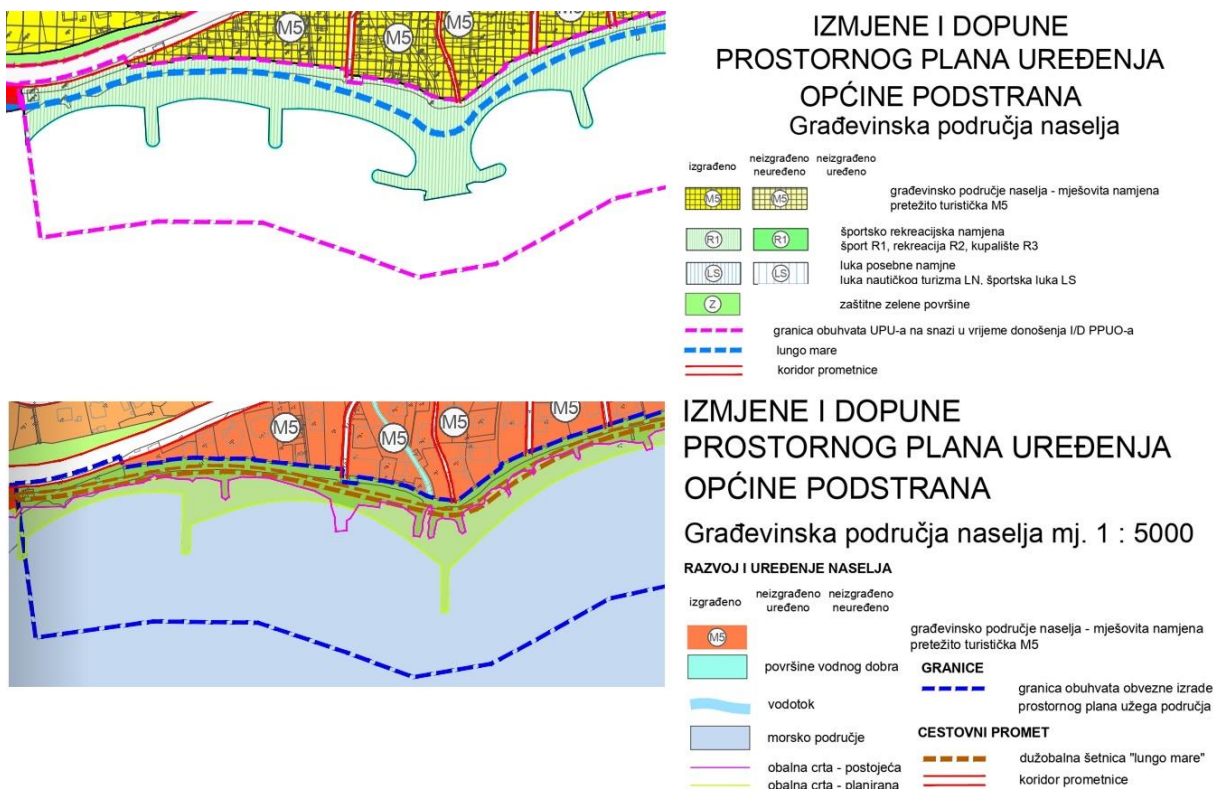 M5
M5
M5
M5
IZMJENE I DOPUNE
PROSTORNOG PLANA UREĐENJA
OPĆINE PODSTRANA
Građevinska područja naselja
izgrađeno
neizgrađeno
neuređeno
neizgrađeno
uređeno
M5
M5
građevinsko područje naselja - mješovita namjena
pretežito turistička M5
R1
R1
športsko rekreacijska namjena
šport R1, rekreacija R2, kupalište R3
LS
LS
luka posebne namjne
luka nautičkog turizma LN, športska luka LS
Z
zaštitne zelene površine
granica obuhvata UPU-a na snazi u vrijeme donošenja I/D PPUO-a
lungo mare
koridor prometnice
M5
M5
M5
M5
IZMJENE I DOPUNE
PROSTORNOG PLANA UREĐENJA
OPĆINE PODSTRANA
Građevinska područja naselja mj. 1 : 5000
RAZVOJ I UREĐENJE NASELJA
izgrađeno
neizgrađeno
uređeno
neizgrađeno
neuređeno
M5
građevinsko područje naselja - mješovita namjena
pretežito turistička M5
površine vodnog dobra
vodotok
morsko područje
obalna crta - postojeća
obalna crta - planirana
GRANICE
granica obuhvata obvezne izrade
prostornog plana užega područja
CESTOVNI PROMET
dužobalna šetnica "lungo mare"
koridor prometnice